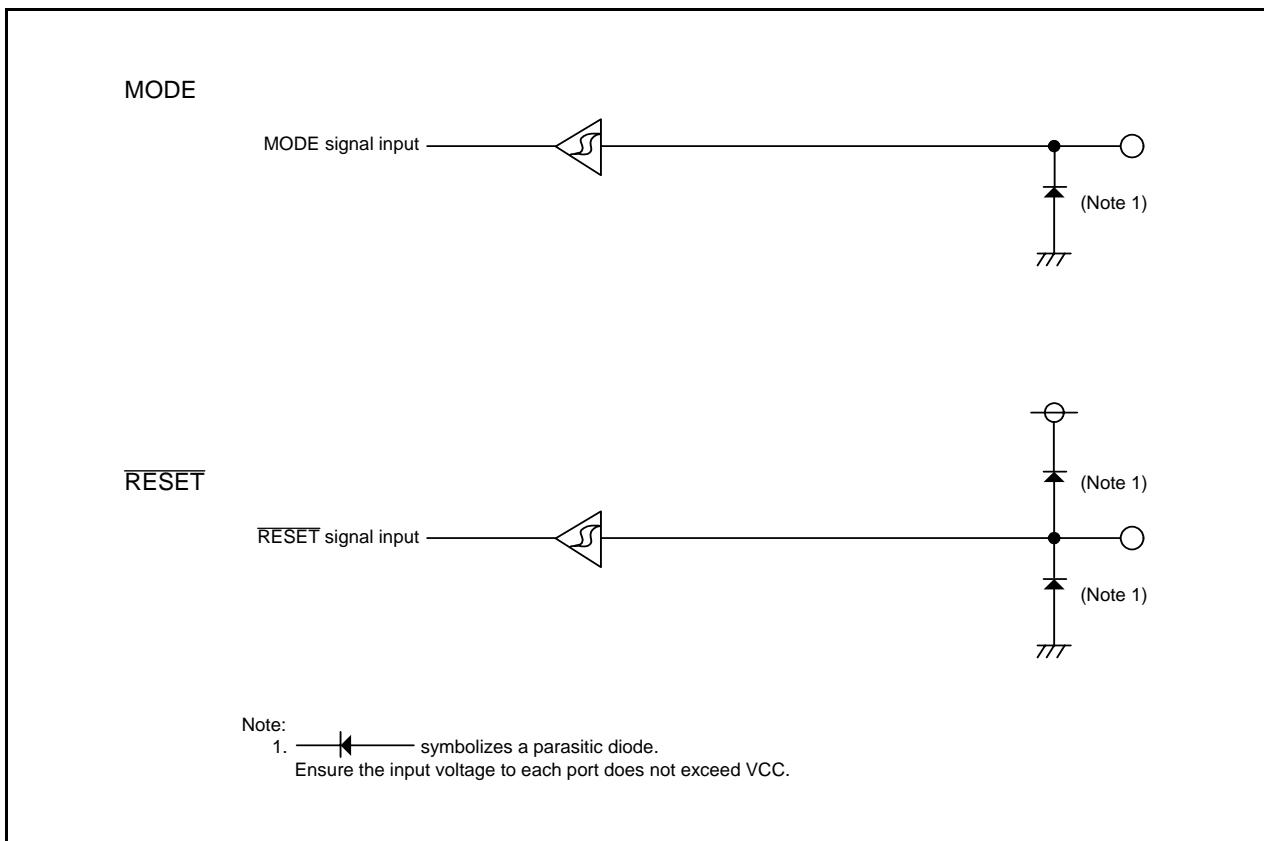 MODE
MODE signal input
(Note 1)
(Note 1)
RESET
RESET signal input
(Note 1)
Note:
1. symbolizes a parasitic diode.
Ensure the input voltage to each port does not exceed VCC.